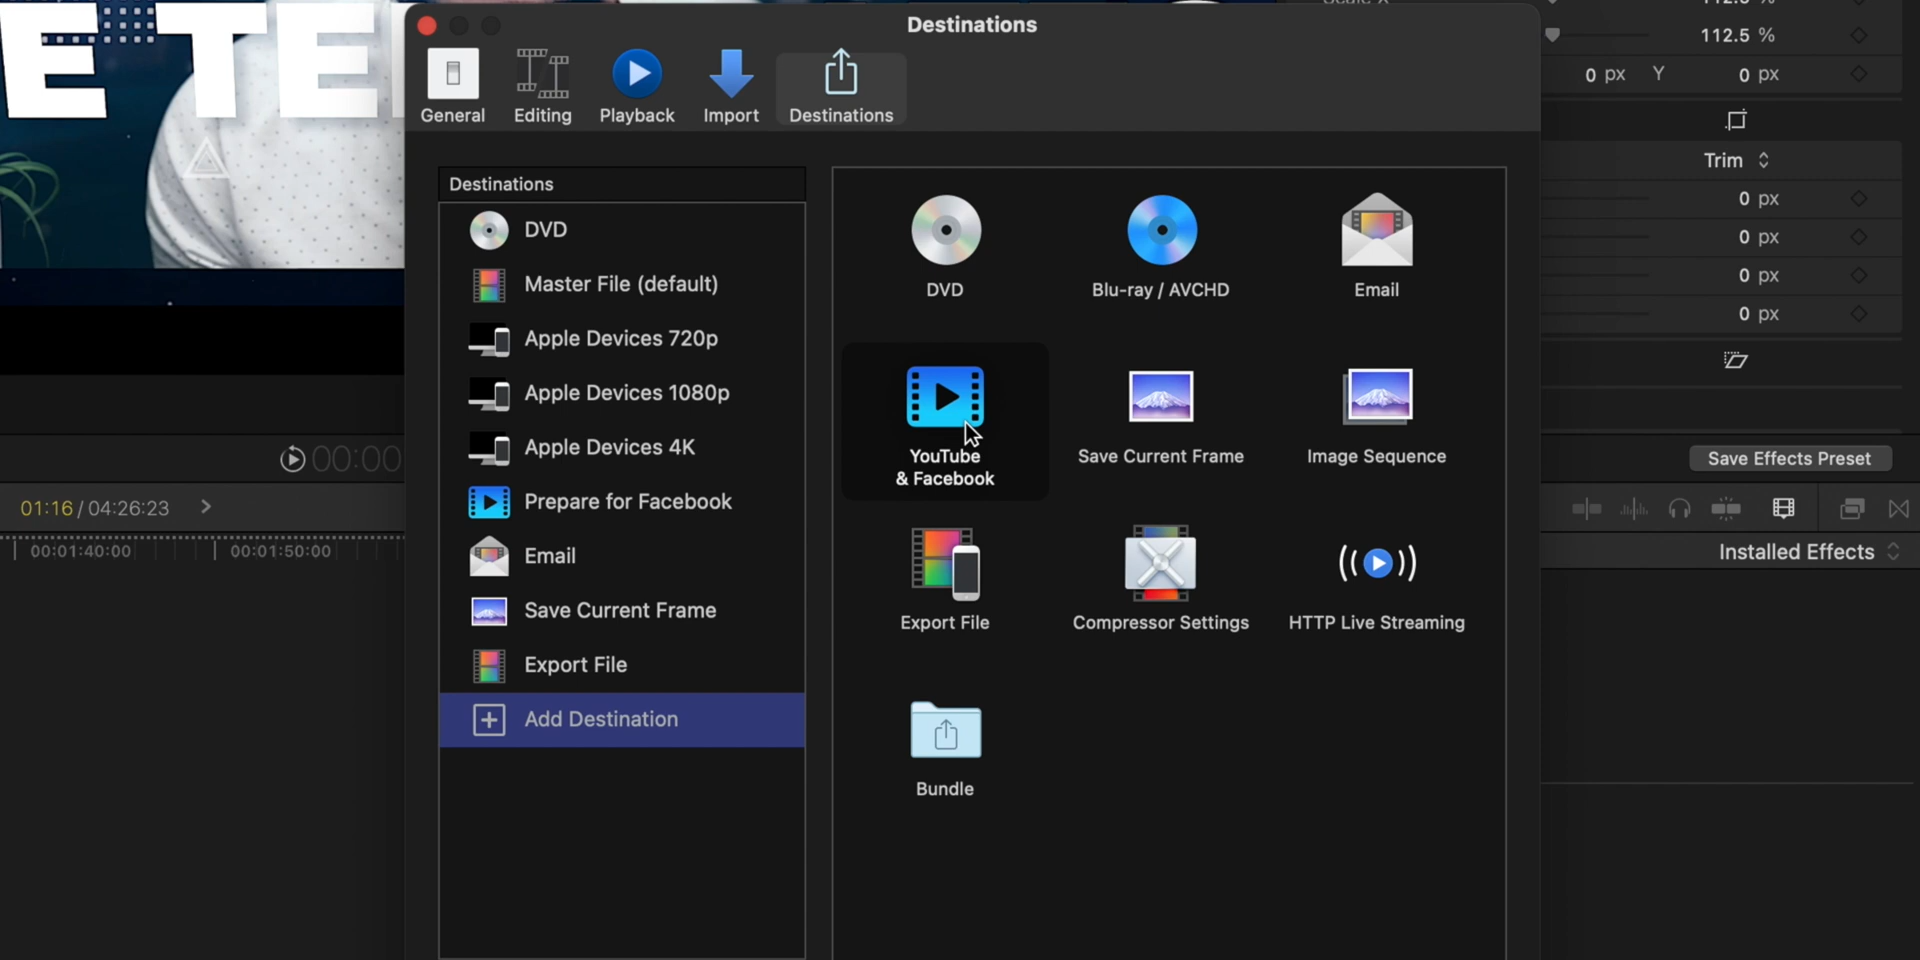 E TE
Destinations
General
Editing
Playback
Import
Destinations
Destinations
DVD
Master File (default)
Apple Devices 720p
Apple Devices 1080p
Apple Devices 4K
Prepare for Facebook
Email
Save Current Frame
Export File
Add Destination
DVD
Blu-ray / AVCHD
Email
YouTube
& Facebook
Save Current Frame
Image Sequence
Export File
Compressor Settings
HTTP Live Streaming
Bundle
00:00
01:16 / 04:26:23
00:01:40:00
00:01:50:00
112.5 %
0 px Y 0 px
Trim
0 px
0 px
0 px
0 px
Save Effects Preset
Installed Effects